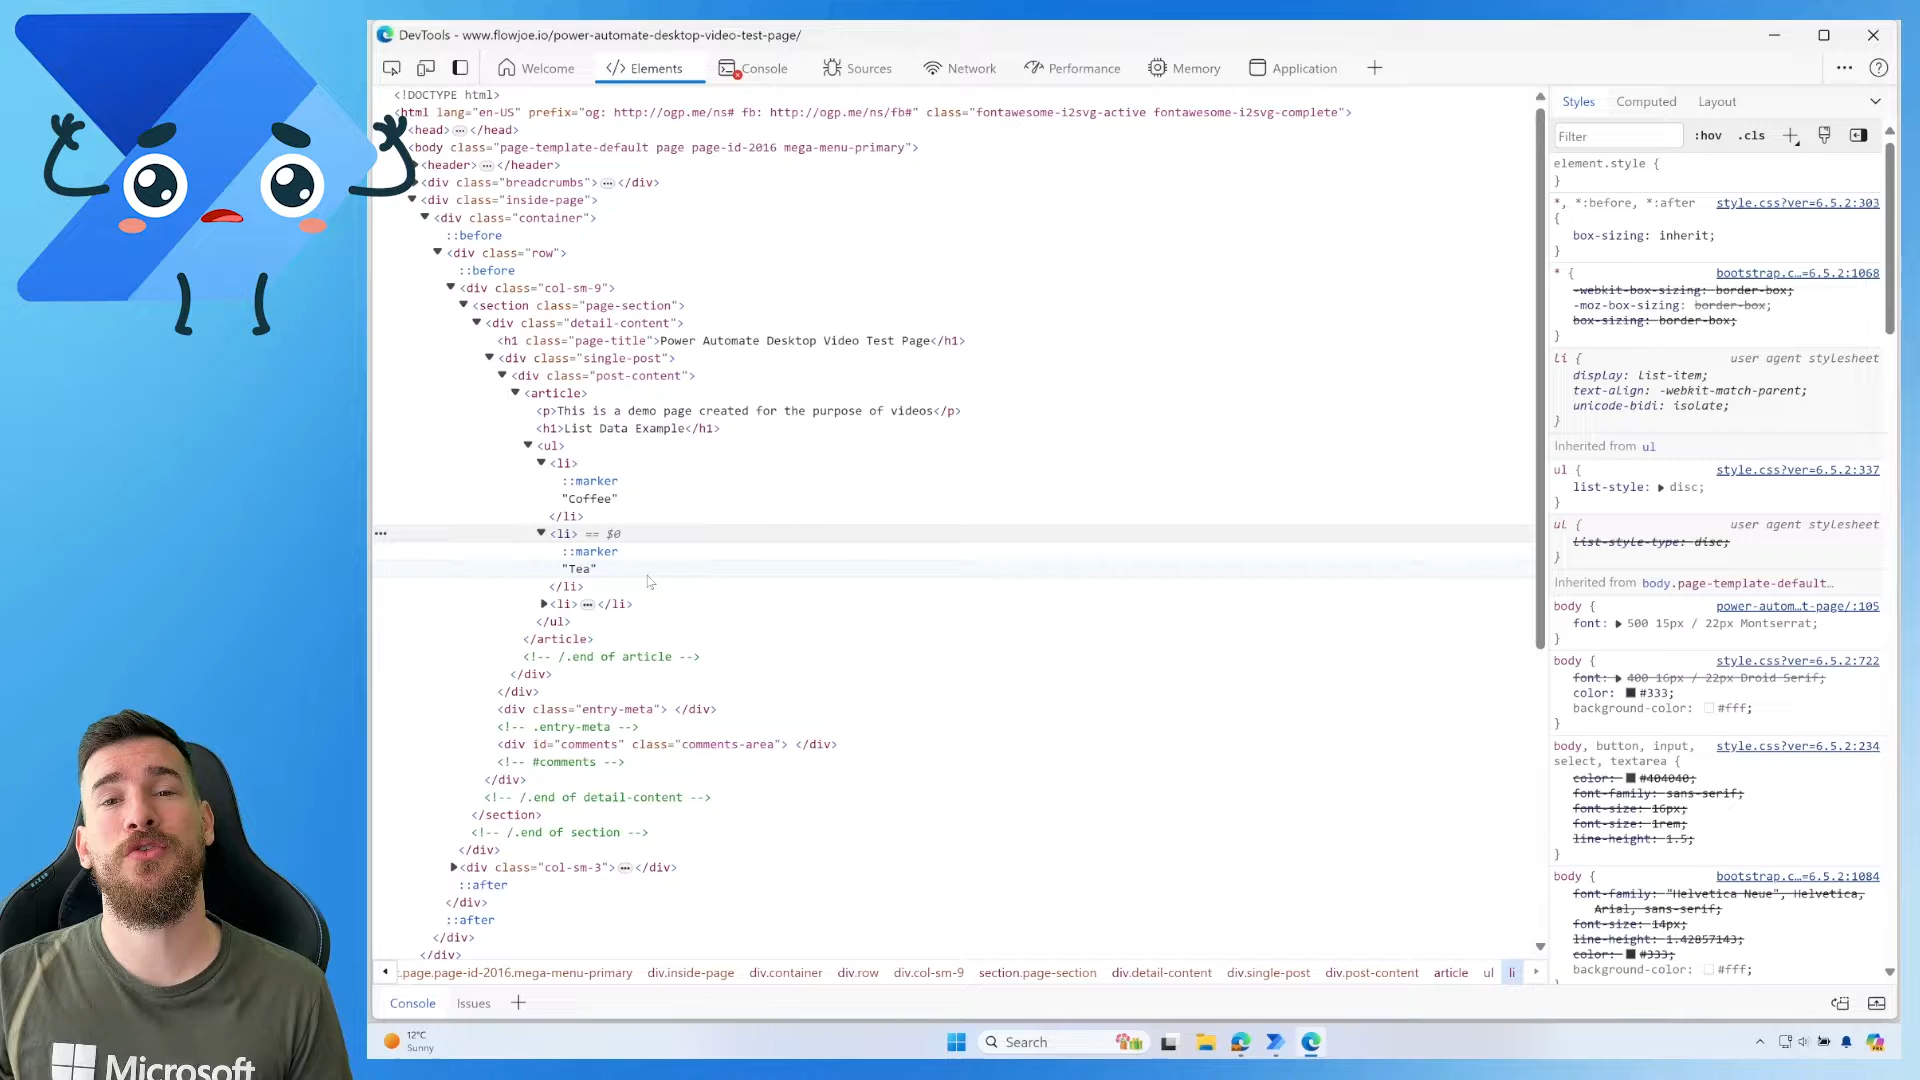 DevTools - www.flowjoe.io/power-automate-desktop-video-test-page/
Welcome
</> Elements
Console
Sources
Network
Performance
Memory
Application
<!DOCTYPE html>
<html lang="en-US" prefix="og: http://ogp.me/ns# fb: http://ogp.me/ns/fb#" class="fontawesome-i2svg-active fontawesome-i2svg-complete">
<head> ... </head>
<body class="page-template-default page page-id-2016 mega-menu-primary">
<header> ... </header>
<div class="breadcrumbs"> ... </div>
<div class="inside-page">
<div class="container">
::before
<div class="row">
::before
<div class="col-sm-9">
<section class="page-section">
<div class="detail-content">
<h1 class="page-title">Power Automate Desktop Video Test Page</h1>
<div class="single-post">
<div class="post-content">
<article>
<p>This is a demo page created for the purpose of videos</p>
<h1>List Data Example</h1>
<ul>
<li>
::marker
"Coffee"
</li>
... <li> == $0
::marker
"Tea"
</li>
<li> ... </li>
</ul>
</article>
<!-- /.end of article -->
</div>
</div>
<div class="entry-meta"> </div>
<!-- .entry-meta -->
<div id="comments" class="comments-area"> </div>
<!-- #comments -->
</div>
<!-- /.end of detail-content -->
</section>
<!-- /.end of section -->
</div>
<div class="col-sm-3"> ... </div>
::after
</div>
::after
</div>
</div>
t.page.page-id-2016.mega-menu-primary div.inside-page div.container div.row div.col-sm-9 section.page-section div.detail-content div.single-post div.post-content article ul li
Console Issues
Styles Computed Layout
Filter :hov .cls
element.style {
}
*, *:before, *:after style.css?ver=6.5.2:303
{
box-sizing: inherit;
}
* { bootstrap.c…=6.5.2:1068
-webkit-box-sizing: border-box;
-moz-box-sizing: border-box;
box-sizing: border-box;
}
li { user agent stylesheet
display: list-item;
text-align: -webkit-match-parent;
unicode-bidi: isolate;
}
Inherited from ul
ul { style.css?ver=6.5.2:337
list-style: disc;
}
ul { user agent stylesheet
list-style-type: disc;
}
Inherited from body.page-template-default…
body { power-autom…t-page/:105
font: 500 15px / 22px Montserrat;
}
body { style.css?ver=6.5.2:722
font: 400 16px / 22px Droid Serif;
color: #333;
background-color: #fff;
}
body, button, input, style.css?ver=6.5.2:234
select, textarea {
color: #404040;
font-family: sans-serif;
font-size: 16px;
font-size: 1rem;
line-height: 1.5;
}
body { bootstrap.c…=6.5.2:1084
font-family: "Helvetica Neue", Helvetica,
Arial, sans-serif;
font-size: 14px;
line-height: 1.42857143;
color: #333;
background-color: #fff;
12°C
Sunny
Search
Microsoft